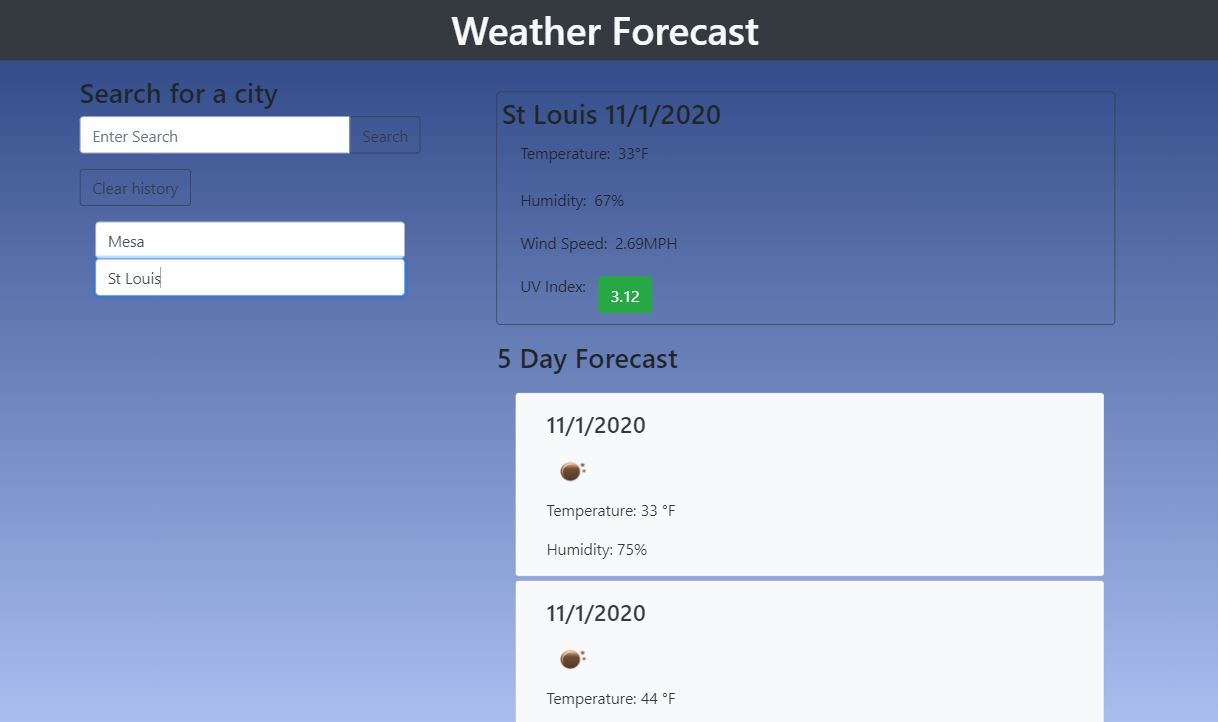 Weather Forecast
Search for a city
Enter Search
Search
Clear history
Mesa
St Louis
St Louis 11/1/2020
Temperature: 33°F
Humidity: 67%
Wind Speed: 2.69MPH
UV Index: 3.12
5 Day Forecast
11/1/2020
Temperature: 33 °F
Humidity: 75%
11/1/2020
Temperature: 44 °F